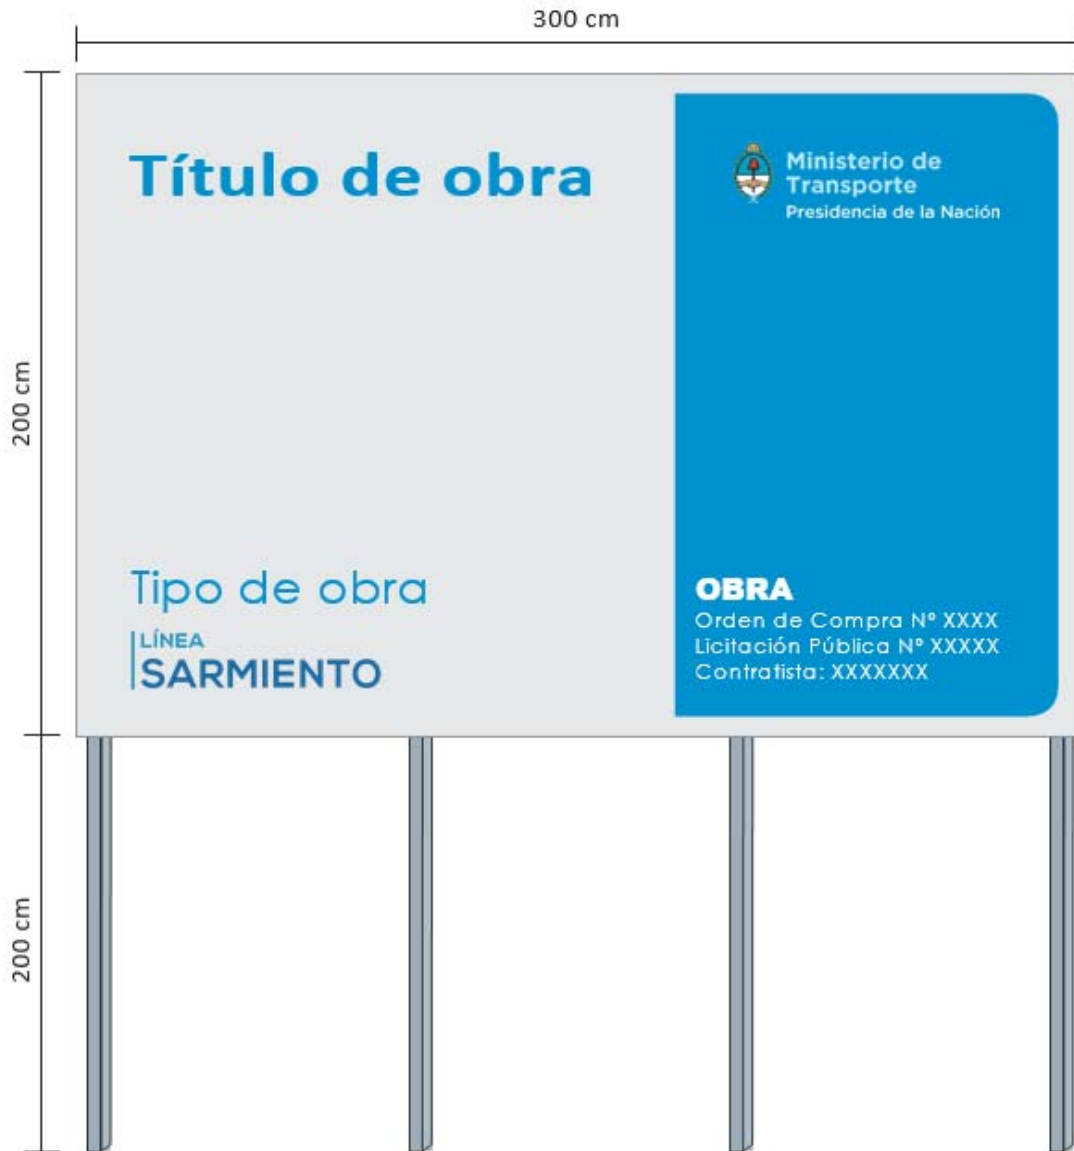 300 cm
200 cm
Título de obra
Ministerio de
Transporte
Presidencia de la Nación
Tipo de obra
LÍNEA
SARMIENTO
OBRA
Orden de Compra Nº XXXX
Licitación Pública Nº XXXXX
Contratista: XXXXXXX
200 cm